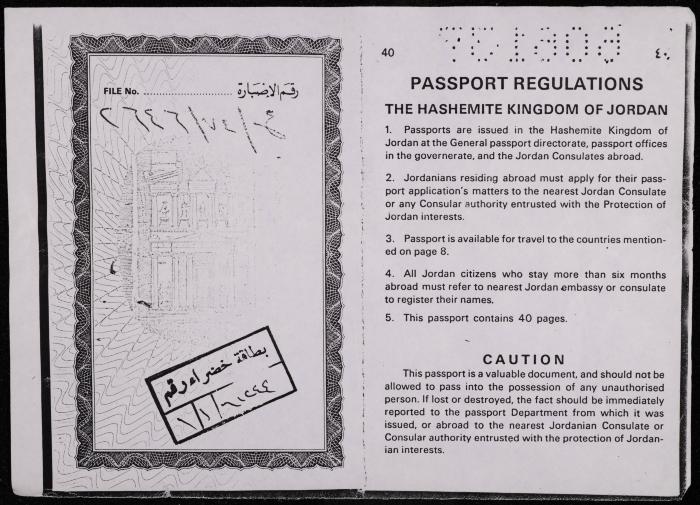 FILE No. ........................ رقم الاضبارة
بطاقة خضراء رقم
40
٤٠
PASSPORT REGULATIONS
THE HASHEMITE KINGDOM OF JORDAN
1. Passports are issued in the Hashemite Kingdom of
Jordan at the General passport directorate, passport offices
in the governerate, and the Jordan Consulates abroad.
2. Jordanians residing abroad must apply for their pass-
port application's matters to the nearest Jordan Consulate
or any Consular authority entrusted with the Protection of
Jordan interests.
3. Passport is available for travel to the countries mention-
ed on page 8.
4. All Jordan citizens who stay more than six months
abroad must refer to nearest Jordan embassy or consulate
to register their names.
5. This passport contains 40 pages.
CAUTION
This passport is a valuable document, and should not be
allowed to pass into the possession of any unauthorised
person. If lost or destroyed, the fact should be immediately
reported to the passport Department from which it was
issued, or abroad to the nearest Jordanian Consulate or
Consular authority entrusted with the protection of Jordan-
ian interests.